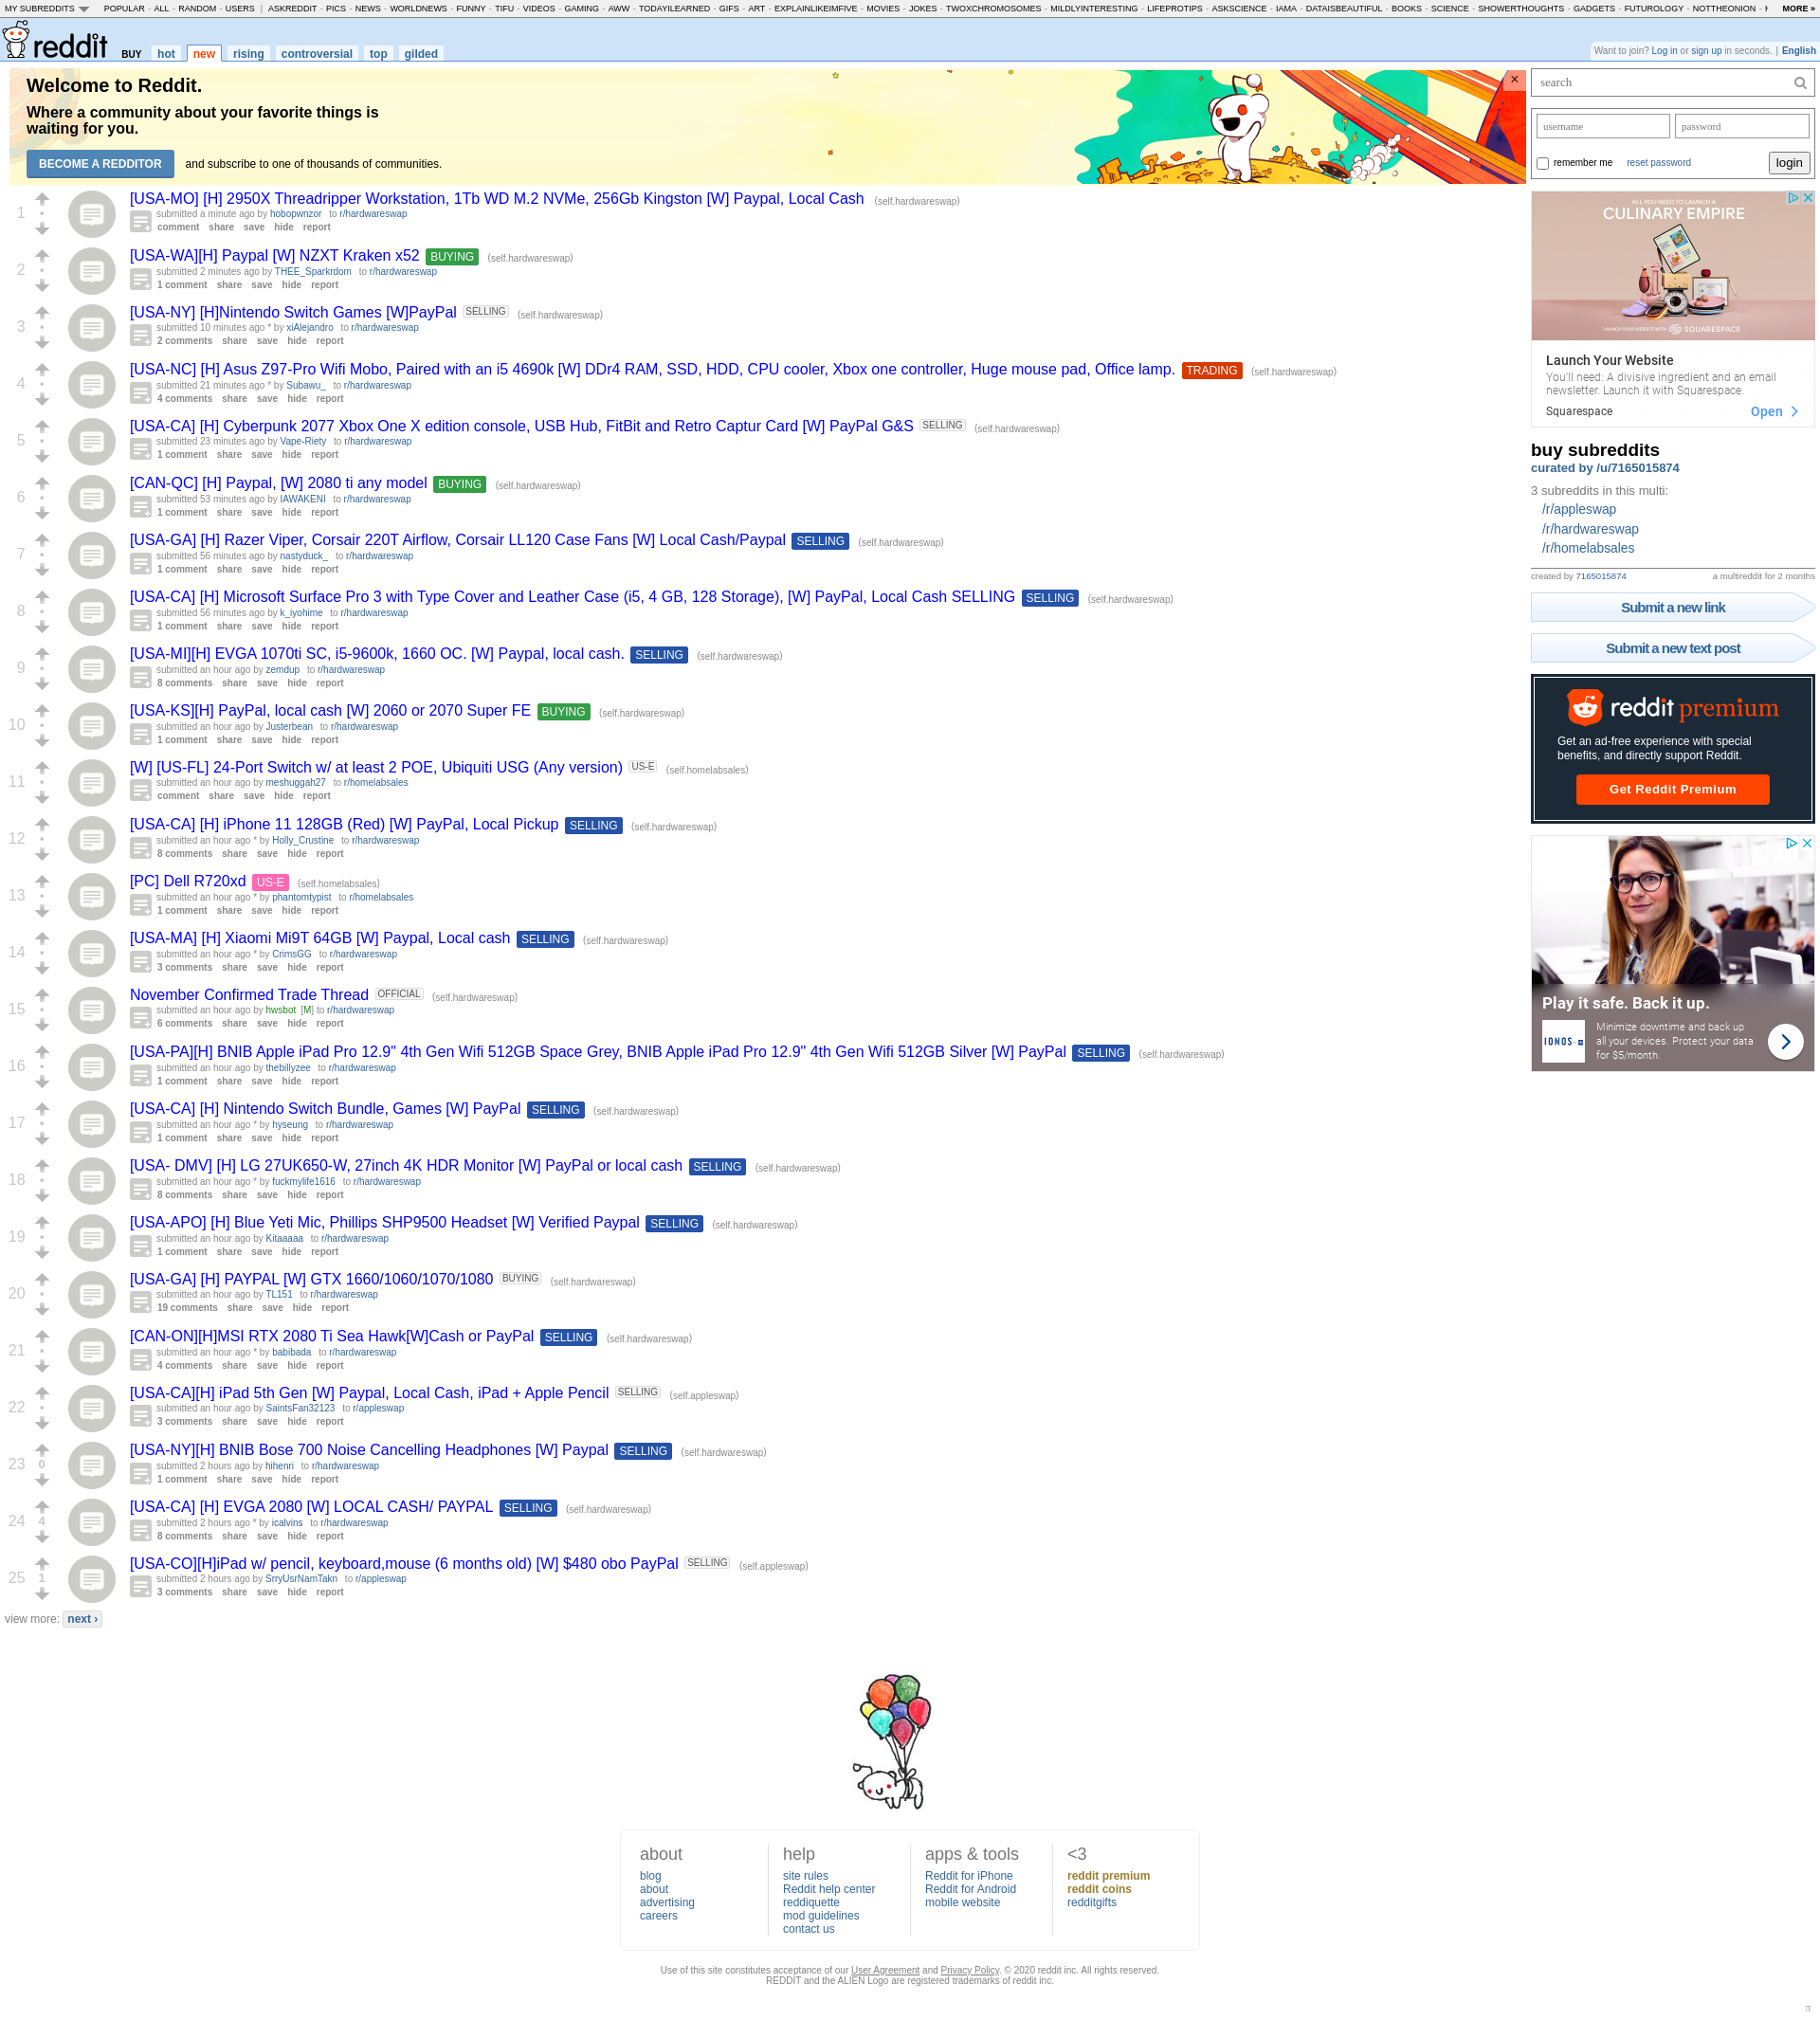 MY SUBREDDITS POPULAR - ALL - RANDOM - USERS | ASKREDDIT - PICS - NEWS - WORLDNEWS - FUNNY - TIFU - VIDEOS - GAMING - AWW - TODAYILEARNED - GIFS - ART - EXPLAINLIKEIMFIVE - MOVIES - JOKES - TWOXCHROMOSOMES - MILDLYINTERESTING - LIFEPROTIPS - ASKSCIENCE - IAMA - DATAISBEAUTIFUL - BOOKS - SCIENCE - SHOWERTHOUGHTS - GADGETS - FUTUROLOGY - NOTTHEONION - MORE »
reddit BUY hot new rising controversial top gilded
Want to join? Log in or sign up in seconds. | English
Welcome to Reddit.
Where a community about your favorite things is
waiting for you.
BECOME A REDDITOR and subscribe to one of thousands of communities.
×
1
[USA-MO] [H] 2950X Threadripper Workstation, 1Tb WD M.2 NVMe, 256Gb Kingston [W] Paypal, Local Cash (self.hardwareswap)
submitted a minute ago by hobopwnzor to r/hardwareswap
comment share save hide report
2
[USA-WA][H] Paypal [W] NZXT Kraken x52 BUYING (self.hardwareswap)
submitted 2 minutes ago by THEE_Sparkrdom to r/hardwareswap
1 comment share save hide report
3
[USA-NY] [H]Nintendo Switch Games [W]PayPal SELLING (self.hardwareswap)
submitted 10 minutes ago * by xiAlejandro to r/hardwareswap
2 comments share save hide report
4
[USA-NC] [H] Asus Z97-Pro Wifi Mobo, Paired with an i5 4690k [W] DDr4 RAM, SSD, HDD, CPU cooler, Xbox one controller, Huge mouse pad, Office lamp. TRADING (self.hardwareswap)
submitted 21 minutes ago * by Subawu_ to r/hardwareswap
4 comments share save hide report
5
[USA-CA] [H] Cyberpunk 2077 Xbox One X edition console, USB Hub, FitBit and Retro Captur Card [W] PayPal G&S SELLING (self.hardwareswap)
submitted 23 minutes ago by Vape-Riety to r/hardwareswap
1 comment share save hide report
6
[CAN-QC] [H] Paypal, [W] 2080 ti any model BUYING (self.hardwareswap)
submitted 53 minutes ago by IAWAKENI to r/hardwareswap
1 comment share save hide report
7
[USA-GA] [H] Razer Viper, Corsair 220T Airflow, Corsair LL120 Case Fans [W] Local Cash/Paypal SELLING (self.hardwareswap)
submitted 56 minutes ago by nastyduck_ to r/hardwareswap
1 comment share save hide report
8
[USA-CA] [H] Microsoft Surface Pro 3 with Type Cover and Leather Case (i5, 4 GB, 128 Storage), [W] PayPal, Local Cash SELLING SELLING (self.hardwareswap)
submitted 56 minutes ago by k_iyohime to r/hardwareswap
1 comment share save hide report
9
[USA-MI][H] EVGA 1070ti SC, i5-9600k, 1660 OC. [W] Paypal, local cash. SELLING (self.hardwareswap)
submitted an hour ago by zemdup to r/hardwareswap
8 comments share save hide report
10
[USA-KS][H] PayPal, local cash [W] 2060 or 2070 Super FE BUYING (self.hardwareswap)
submitted an hour ago by Justerbean to r/hardwareswap
1 comment share save hide report
11
[W] [US-FL] 24-Port Switch w/ at least 2 POE, Ubiquiti USG (Any version) US-E (self.homelabsales)
submitted an hour ago by meshuggah27 to r/homelabsales
comment share save hide report
12
[USA-CA] [H] iPhone 11 128GB (Red) [W] PayPal, Local Pickup SELLING (self.hardwareswap)
submitted an hour ago * by Holly_Crustine to r/hardwareswap
8 comments share save hide report
13
[PC] Dell R720xd US-E (self.homelabsales)
submitted an hour ago * by phantomtypist to r/homelabsales
1 comment share save hide report
14
[USA-MA] [H] Xiaomi Mi9T 64GB [W] Paypal, Local cash SELLING (self.hardwareswap)
submitted an hour ago * by CrimsGG to r/hardwareswap
3 comments share save hide report
15
November Confirmed Trade Thread OFFICIAL (self.hardwareswap)
submitted an hour ago by hwsbot [M] to r/hardwareswap
6 comments share save hide report
16
[USA-PA][H] BNIB Apple iPad Pro 12.9" 4th Gen Wifi 512GB Space Grey, BNIB Apple iPad Pro 12.9" 4th Gen Wifi 512GB Silver [W] PayPal SELLING (self.hardwareswap)
submitted an hour ago by thebillyzee to r/hardwareswap
1 comment share save hide report
17
[USA-CA] [H] Nintendo Switch Bundle, Games [W] PayPal SELLING (self.hardwareswap)
submitted an hour ago * by hyseung to r/hardwareswap
1 comment share save hide report
18
[USA- DMV] [H] LG 27UK650-W, 27inch 4K HDR Monitor [W] PayPal or local cash SELLING (self.hardwareswap)
submitted an hour ago * by fuckmylife1616 to r/hardwareswap
8 comments share save hide report
19
[USA-APO] [H] Blue Yeti Mic, Phillips SHP9500 Headset [W] Verified Paypal SELLING (self.hardwareswap)
submitted an hour ago by Kitaaaaa to r/hardwareswap
1 comment share save hide report
20
[USA-GA] [H] PAYPAL [W] GTX 1660/1060/1070/1080 BUYING (self.hardwareswap)
submitted an hour ago by TL151 to r/hardwareswap
19 comments share save hide report
21
[CAN-ON][H]MSI RTX 2080 Ti Sea Hawk[W]Cash or PayPal SELLING (self.hardwareswap)
submitted an hour ago * by babibada to r/hardwareswap
4 comments share save hide report
22
[USA-CA][H] iPad 5th Gen [W] Paypal, Local Cash, iPad + Apple Pencil SELLING (self.appleswap)
submitted an hour ago by SaintsFan32123 to r/appleswap
3 comments share save hide report
23 0
[USA-NY][H] BNIB Bose 700 Noise Cancelling Headphones [W] Paypal SELLING (self.hardwareswap)
submitted 2 hours ago by hihenri to r/hardwareswap
1 comment share save hide report
24 4
[USA-CA] [H] EVGA 2080 [W] LOCAL CASH/ PAYPAL SELLING (self.hardwareswap)
submitted 2 hours ago * by icalvins to r/hardwareswap
8 comments share save hide report
25 1
[USA-CO][H]iPad w/ pencil, keyboard,mouse (6 months old) [W] $480 obo PayPal SELLING (self.appleswap)
submitted 2 hours ago by SrryUsrNamTakn to r/appleswap
3 comments share save hide report
view more: next ›
search
username password
remember me reset password login
ALL YOU NEED TO LAUNCH A
CULINARY EMPIRE
LAUNCH YOUR WEBSITE WITH SQUARESPACE
Launch Your Website
You'll need: A divisive ingredient and an email
newsletter. Launch it with Squarespace.
Squarespace Open
buy subreddits
curated by /u/7165015874
3 subreddits in this multi:
/r/appleswap
/r/hardwareswap
/r/homelabsales
created by 7165015874 a multireddit for 2 months
Submit a new link
Submit a new text post
reddit premium
Get an ad-free experience with special
benefits, and directly support Reddit.
Get Reddit Premium
Play it safe. Back it up.
IONOS
Minimize downtime and back up
all your devices. Protect your data
for $5/month.
about
blog
about
advertising
careers
help
site rules
Reddit help center
reddiquette
mod guidelines
contact us
apps & tools
Reddit for iPhone
Reddit for Android
mobile website
<3
reddit premium
reddit coins
redditgifts
Use of this site constitutes acceptance of our User Agreement and Privacy Policy. © 2020 reddit inc. All rights reserved.
REDDIT and the ALIEN Logo are registered trademarks of reddit inc.
π